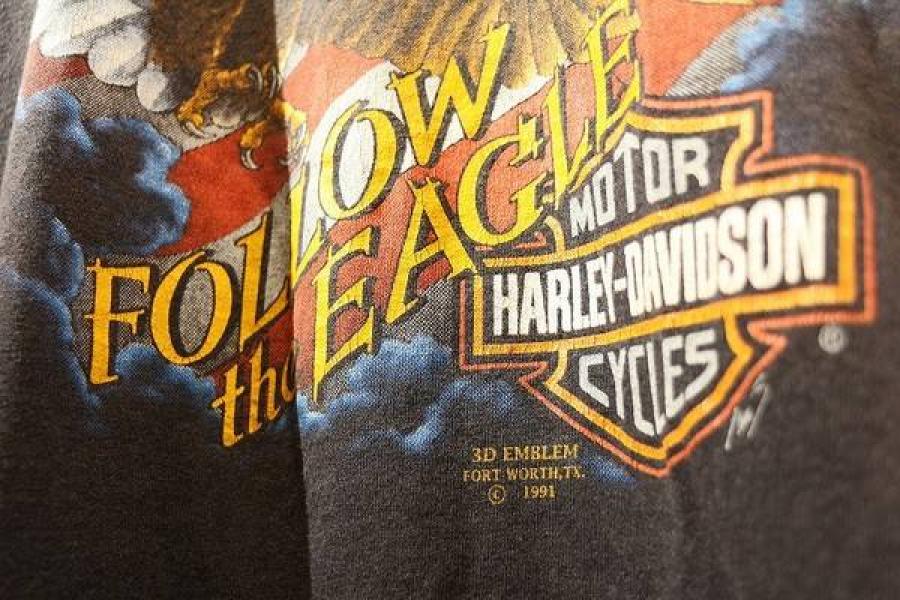 FOLLOW
the EAGLE
MOTOR
HARLEY-DAVIDSON
CYCLES
®
3D EMBLEM
FORT WORTH, TX.
© 1991